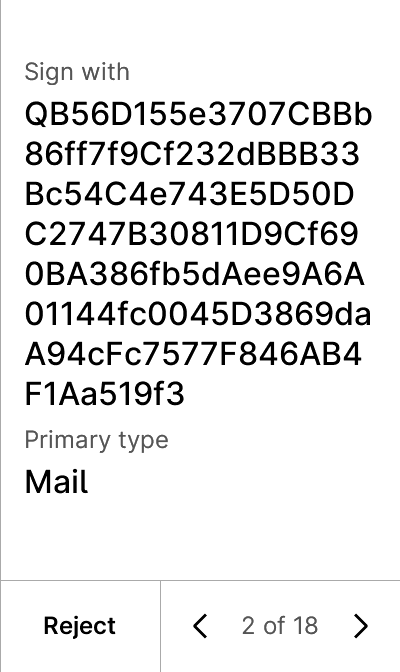 Sign with
QB56D155e3707CBBb
86ff7f9Cf232dBBB33
Bc54C4e743E5D50D
C2747B30811D9Cf69
0BA386fb5dAee9A6A
01144fc0045D3869da
A94cFc7577F846AB4
F1Aa519f3
Primary type
Mail
Reject
2 of 18